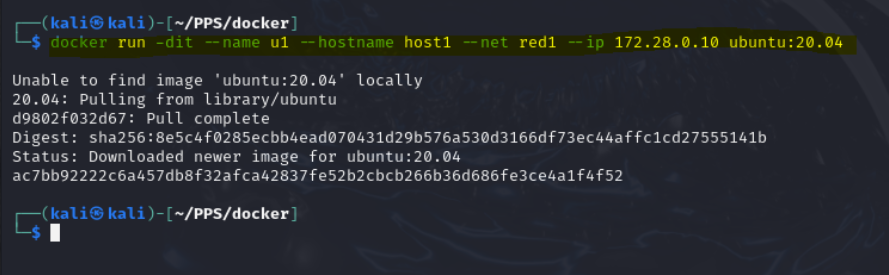 ┌──(kali㉿kali)-[~/PPS/docker]
└─$ docker run -dit --name u1 --hostname host1 --net red1 --ip 172.28.0.10 ubuntu:20.04
Unable to find image 'ubuntu:20.04' locally
20.04: Pulling from library/ubuntu
d9802f032d67: Pull complete
Digest: sha256:8e5c4f0285ecbb4ead070431d29b576a530d3166df73ec44affc1cd27555141b
Status: Downloaded newer image for ubuntu:20.04
ac7bb92222c6a457db8f32afca42837fe52b2cbcb266b36d686fe3ce4a1f4f52
┌──(kali㉿kali)-[~/PPS/docker]
└─$